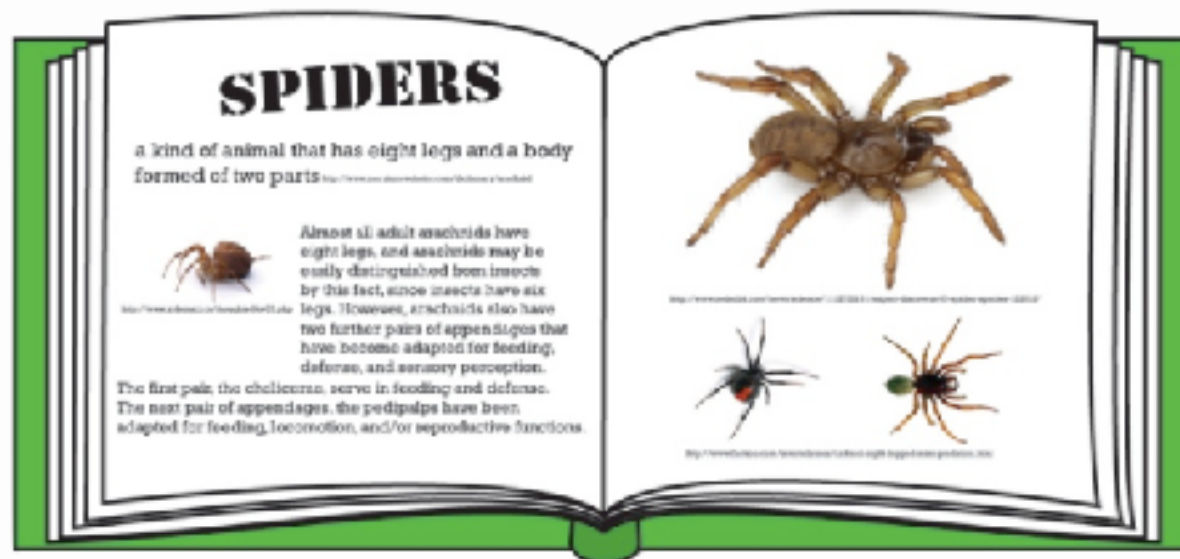 SPIDERS
a kind of animal that has eight legs and a body
formed of two parts
Almost all adult arachnids have
eight legs, and arachnids may be
easily distinguished from insects
by this fact, since insects have six
legs. However, arachnids also have
two further pairs of appendages that
have become adapted for feeding,
defense, and sensory perception.
The first pair, the chelicerae, serve in feeding and defense.
The next pair of appendages, the pedipalps have been
adapted for feeding, locomotion, and/or reproductive functions.